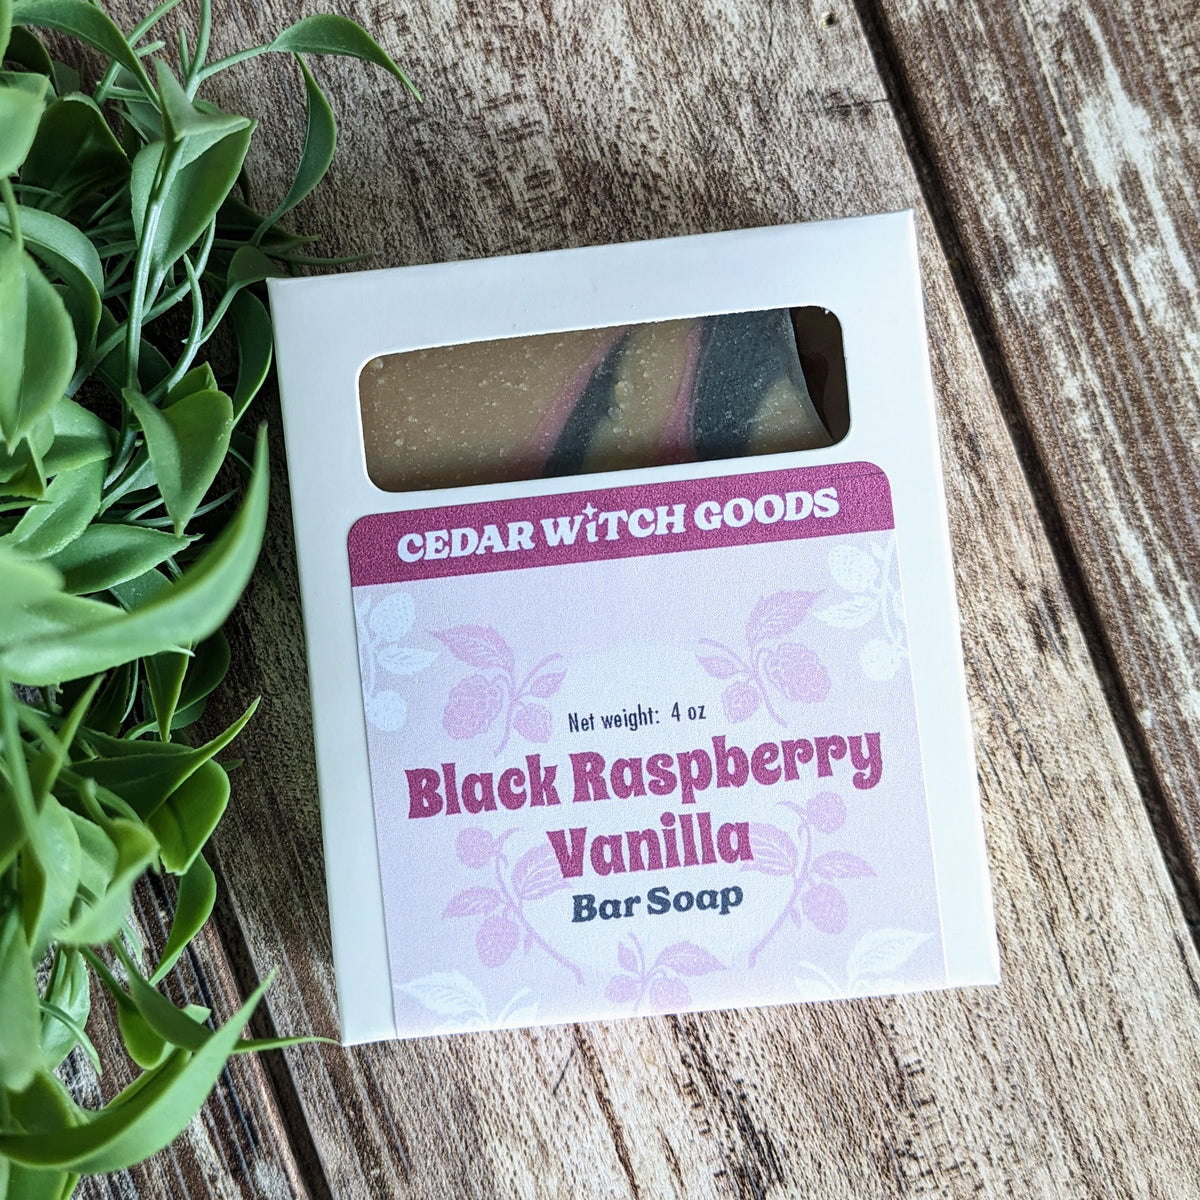 CEDAR WiTCH GOODS
Net weight: 4 oz
Black Raspberry
Vanilla
Bar Soap